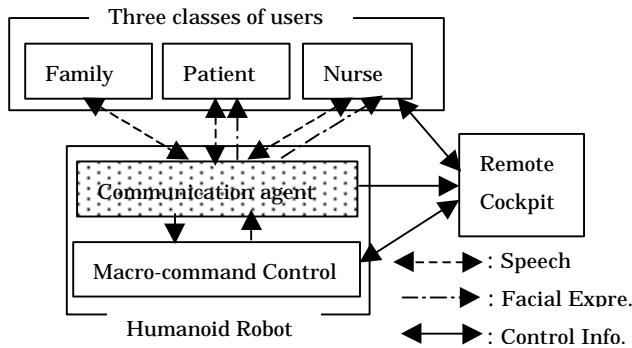 Three classes of users
Family
Patient
Nurse
Communication agent
Remote
Cockpit
Macro-command Control
Humanoid Robot
: Speech
: Facial Expre.
: Control Info.